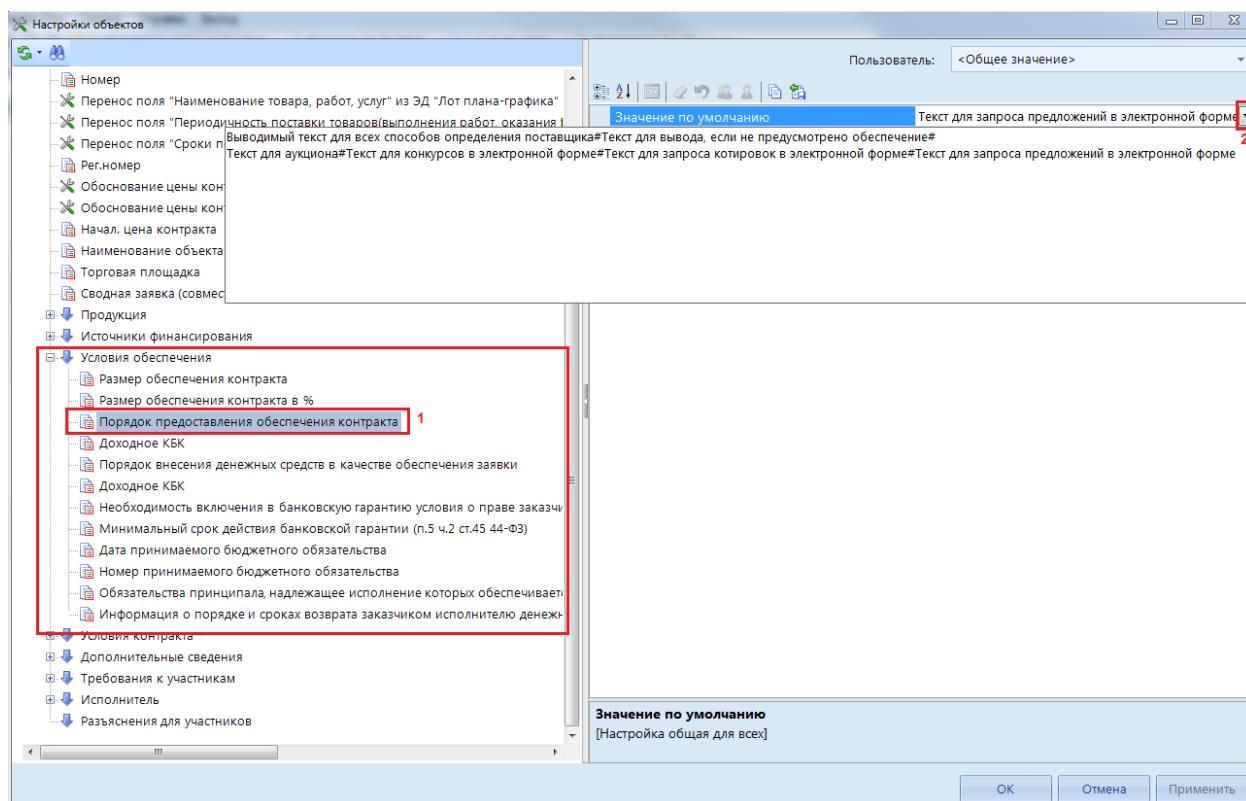 Настройки объектов
Пользователь: <Общее значение>
Номер
Перенос поля "Наименование товара, работ, услуг" из ЭД "Лот плана-графика"
Перенос поля "Периодичность поставки товаров(выполнения работ, оказания
Перенос поля "Сроки п
Рег.номер
Обоснование цены кон
Обоснование цены кон
Начал. цена контракта
Наименование объекта
Торговая площадка
Сводная заявка (совмес
Продукция
Источники финансирования
Условия обеспечения
Размер обеспечения контракта
Размер обеспечения контракта в %
Порядок предоставления обеспечения контракта 1
Доходное КБК
Порядок внесения денежных средств в качестве обеспечения заявки
Доходное КБК
Необходимость включения в банковскую гарантию условия о праве заказчи
Минимальный срок действия банковской гарантии (п.5 ч.2 ст.45 44-ФЗ)
Дата принимаемого бюджетного обязательства
Номер принимаемого бюджетного обязательства
Обязательства принципала, надлежащее исполнение которых обеспечивает
Информация о порядке и сроках возврата заказчиком исполнителю денеж
Условия контракта
Дополнительные сведения
Требования к участникам
Исполнитель
Разъяснения для участников
Значение по умолчанию Текст для запроса предложений в электронной форме
2
Выводимый текст для всех способов определения поставщика#Текст для вывода, если не предусмотрено обеспечение#
Текст для аукциона#Текст для конкурсов в электронной форме#Текст для запроса котировок в электронной форме#Текст для запроса предложений в электронной форме
Значение по умолчанию
[Настройка общая для всех]
ОК Отмена Применить